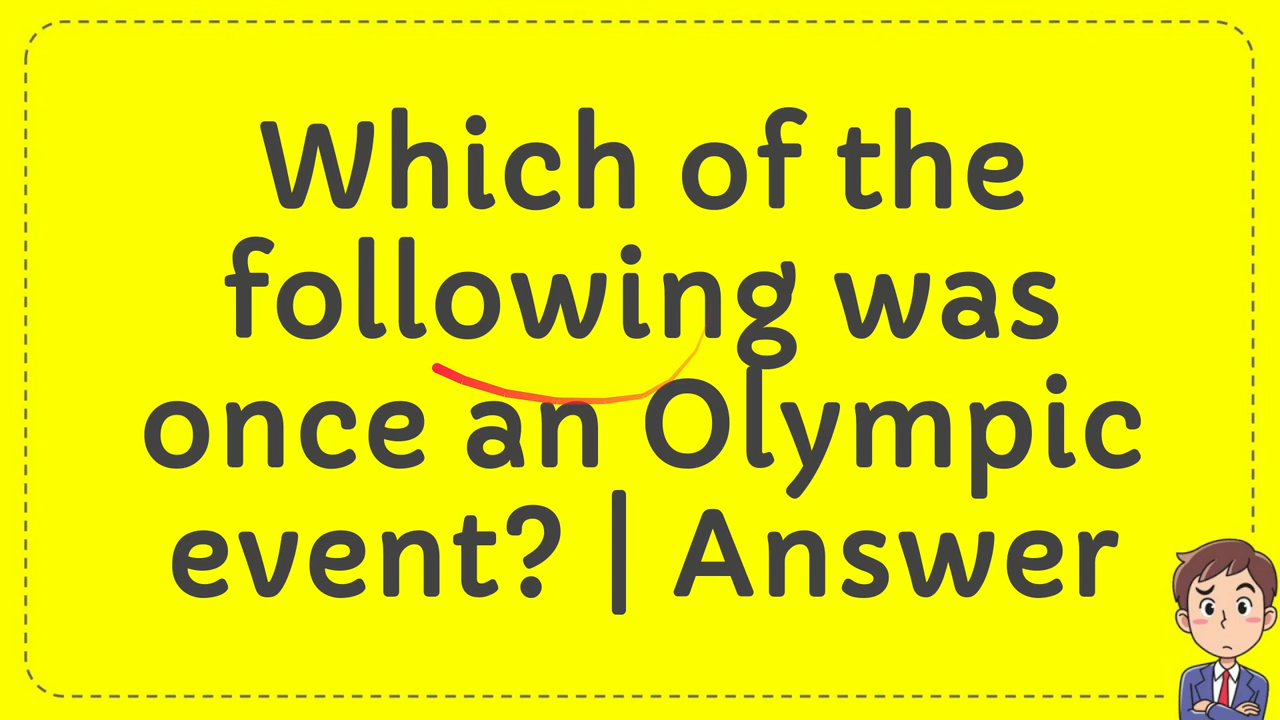 Which of the
following was
once an Olympic
event? | Answer